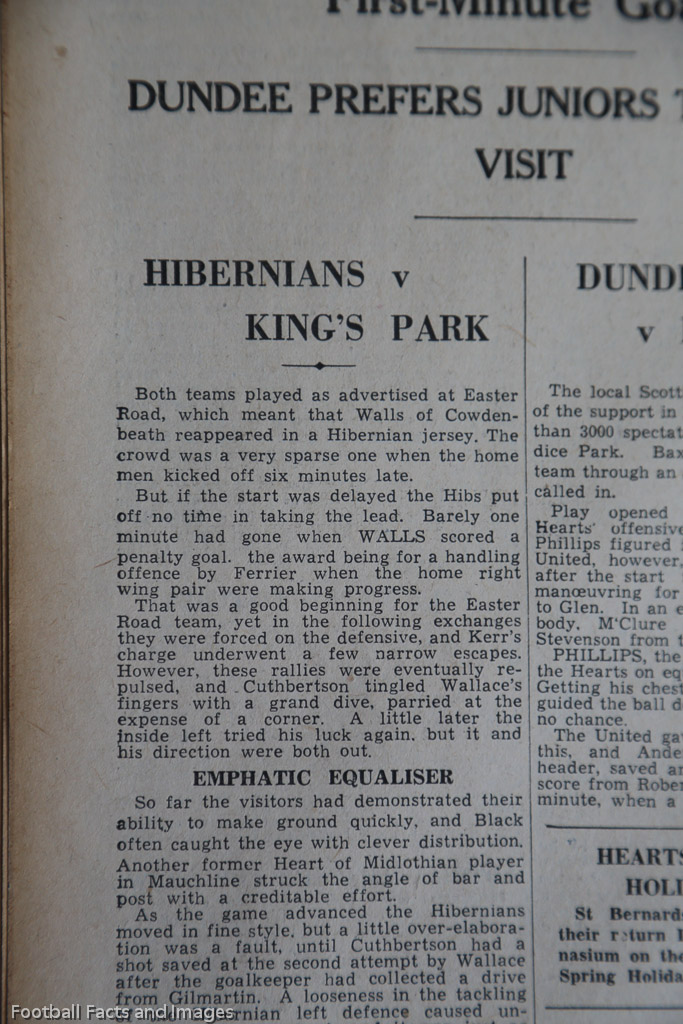 First-Minute
DUNDEE PREFERS JUNIORS
VISIT
HIBERNIANS v
KING'S PARK
Both teams played as advertised at Easter
Road, which meant that Walls of Cowden-
beath reappeared in a Hibernian jersey. The
crowd was a very sparse one when the home
men kicked off six minutes late.
But if the start was delayed the Hibs put
off no time in taking the lead. Barely one
minute had gone when WALLS scored a
penalty goal. the award being for a handling
offence by Ferrier when the home right
wing pair were making progress.
That was a good beginning for the Easter
Road team, yet in the following exchanges
they were forced on the defensive, and Kerr's
charge underwent a few narrow escapes.
However, these rallies were eventually re-
pulsed, and Cuthbertson tingled Wallace's
fingers with a grand dive, parried at the
expense of a corner. A little later the
inside left tried his luck again, but it and
his direction were both out.
EMPHATIC EQUALISER
So far the visitors had demonstrated their
ability to make ground quickly, and Black
often caught the eye with clever distribution.
Another former Heart of Midlothian player
in Mauchline struck the angle of bar and
post with a creditable effort.
As the game advanced the Hibernians
moved in fine style, but a little over-elabora-
tion was a fault, until Cuthbertson had a
shot saved at the second attempt by Wallace
after the goalkeeper had collected a drive
from Gilmartin. A looseness in the tackling
left defence caused un-
DUNDE
v
The local Scott
of the support in
than 3000 spectat
dice Park. Bax
team through an
called in.
Play opened
Hearts' offensive
Phillips figured
United, however,
after the start
manœuvring for
to Glen. In an e
body, M'Clure
Stevenson from t
PHILLIPS, the
the Hearts on eq
Getting his chest
guided the ball d
no chance.
The United ga
this, and Ande
header, saved an
score from Rober
minute, when a
HEARTS
HOLI
St Bernards
their return
nasium on the
Spring Holida
Football Facts and Images